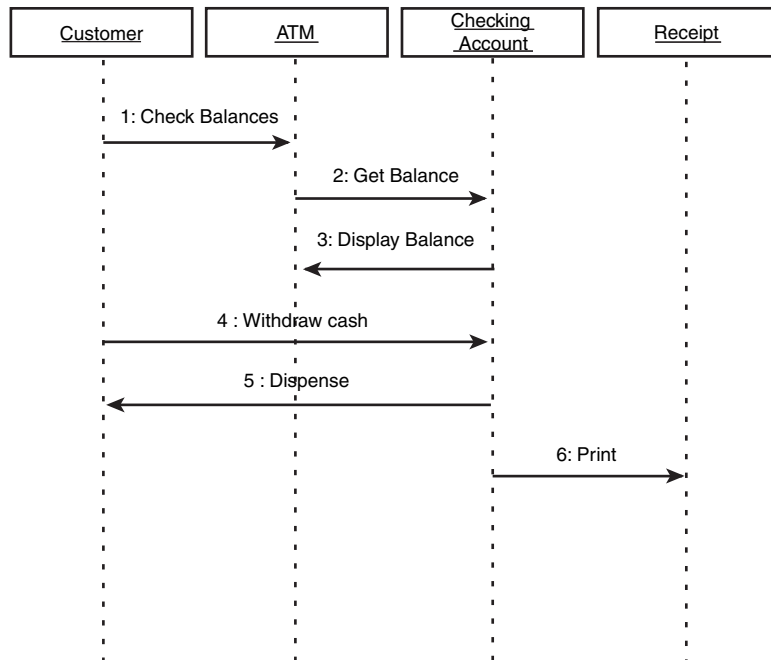 Customer
ATM
Checking
Account
Receipt
1: Check Balances
2: Get Balance
3: Display Balance
4 : Withdraw cash
5 : Dispense
6: Print